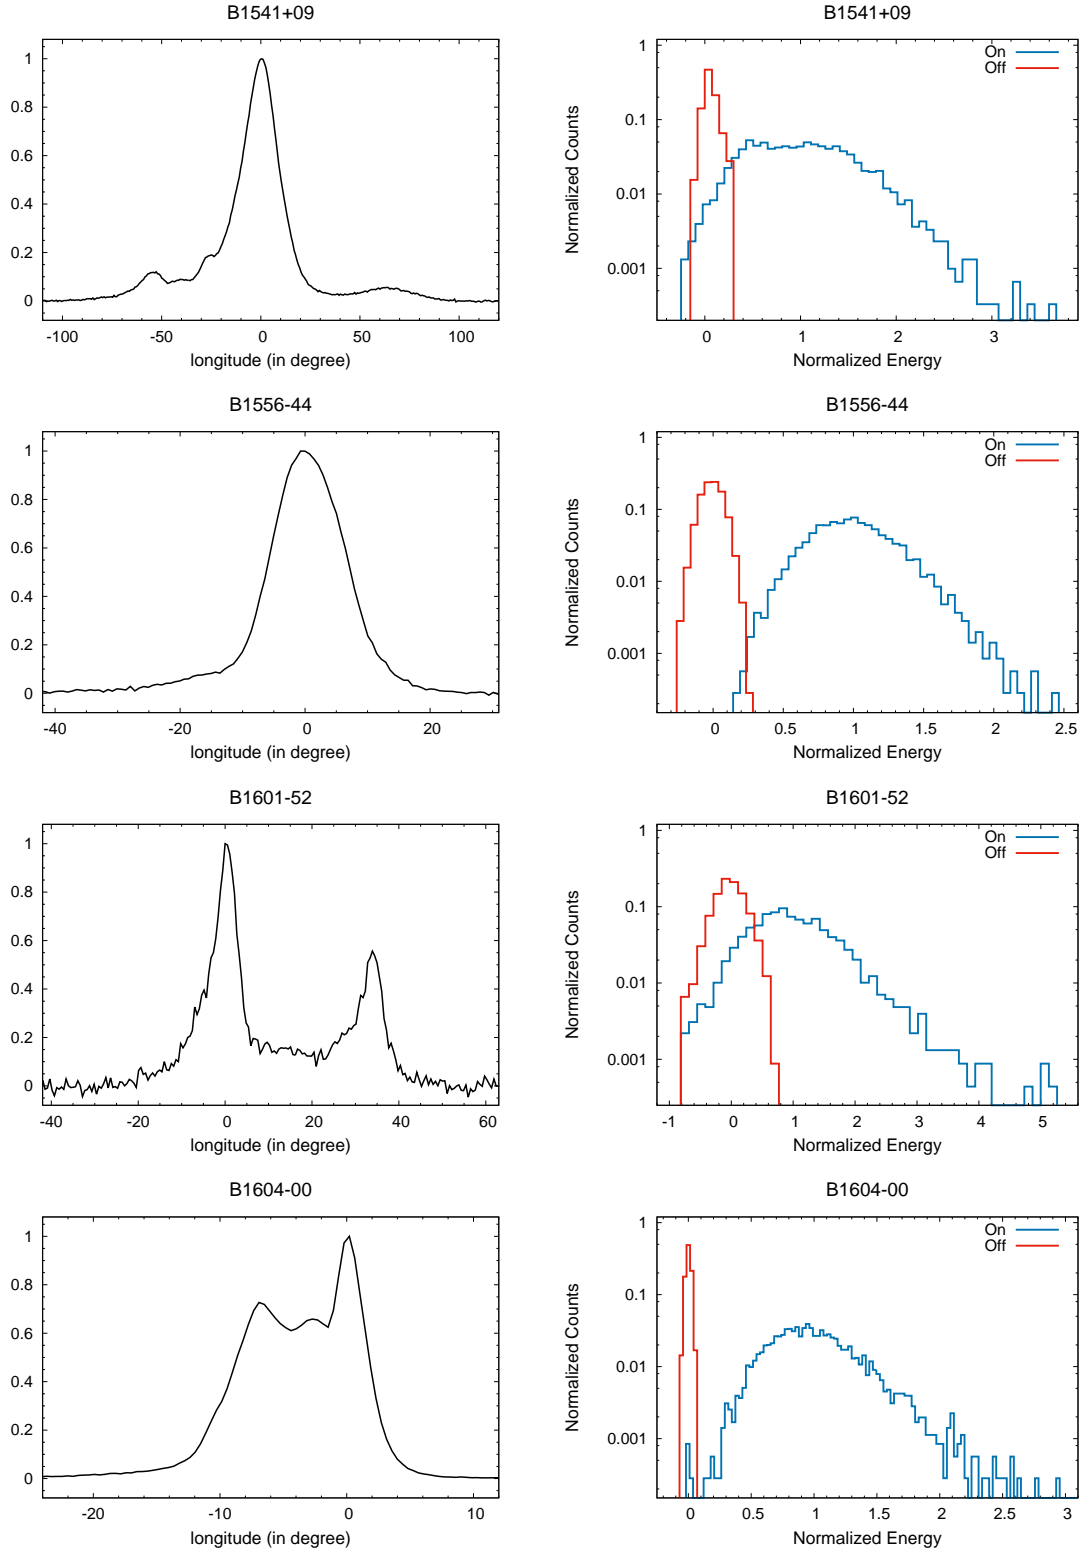 B1541+09
1
0.8
0.6
0.4
0.2
0
-100 -50 0 50 100
longitude (in degree)
B1541+09
Normalized Counts
1
0.1
0.01
0.001
On
Off
0 1 2 3
Normalized Energy
B1556-44
1
0.8
0.6
0.4
0.2
0
-40 -20 0 20
longitude (in degree)
B1556-44
Normalized Counts
1
0.1
0.01
0.001
On
Off
0 0.5 1 1.5 2 2.5
Normalized Energy
B1601-52
1
0.8
0.6
0.4
0.2
0
-40 -20 0 20 40 60
longitude (in degree)
B1601-52
Normalized Counts
1
0.1
0.01
0.001
On
Off
-1 0 1 2 3 4 5
Normalized Energy
B1604-00
1
0.8
0.6
0.4
0.2
0
-20 -10 0 10
longitude (in degree)
B1604-00
Normalized Counts
1
0.1
0.01
0.001
On
Off
0 0.5 1 1.5 2 2.5 3
Normalized Energy